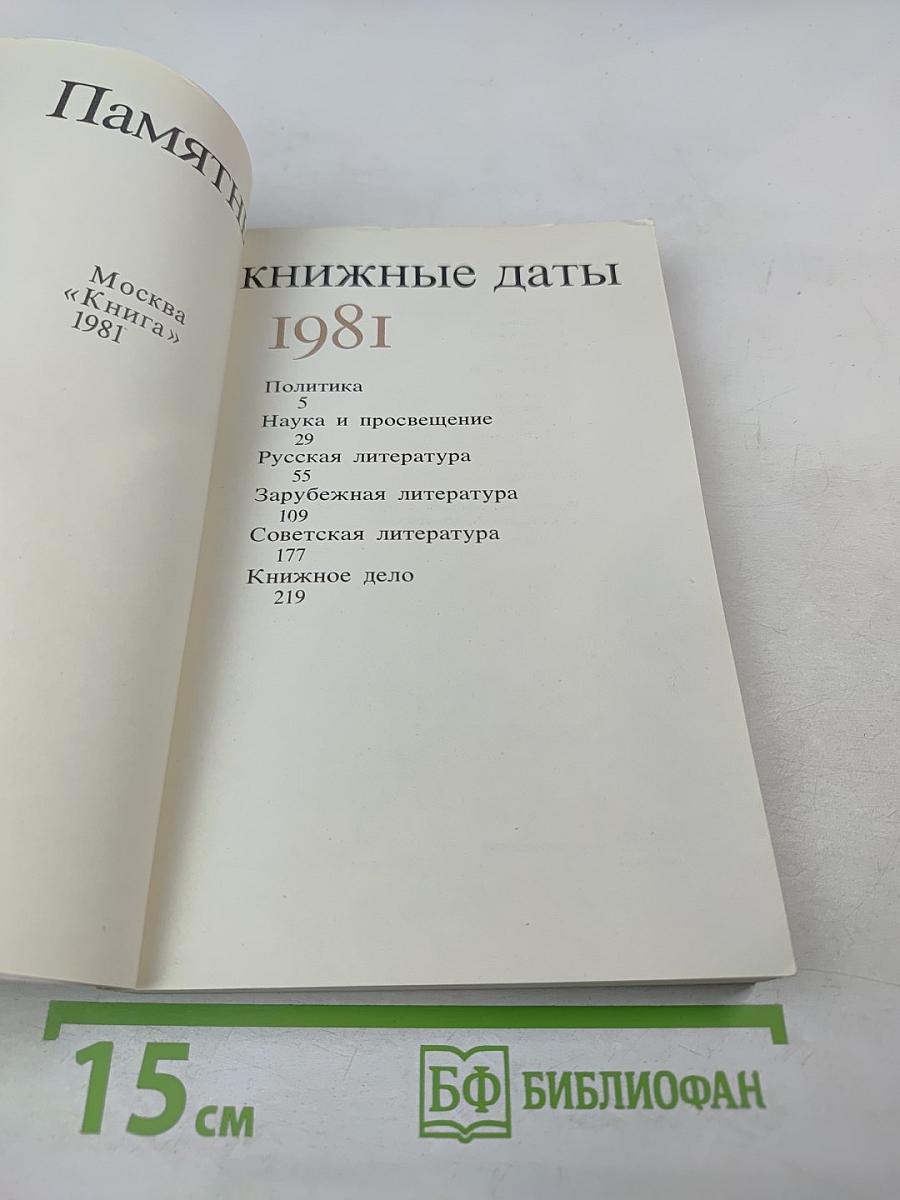 Памятн
Москва
«Книга»
1981
книжные даты
1981
Политика
5
Наука и просвещение
29
Русская литература
55
Зарубежная литература
109
Советская литература
177
Книжное дело
219
15 см
БФ БИБЛИОФАН